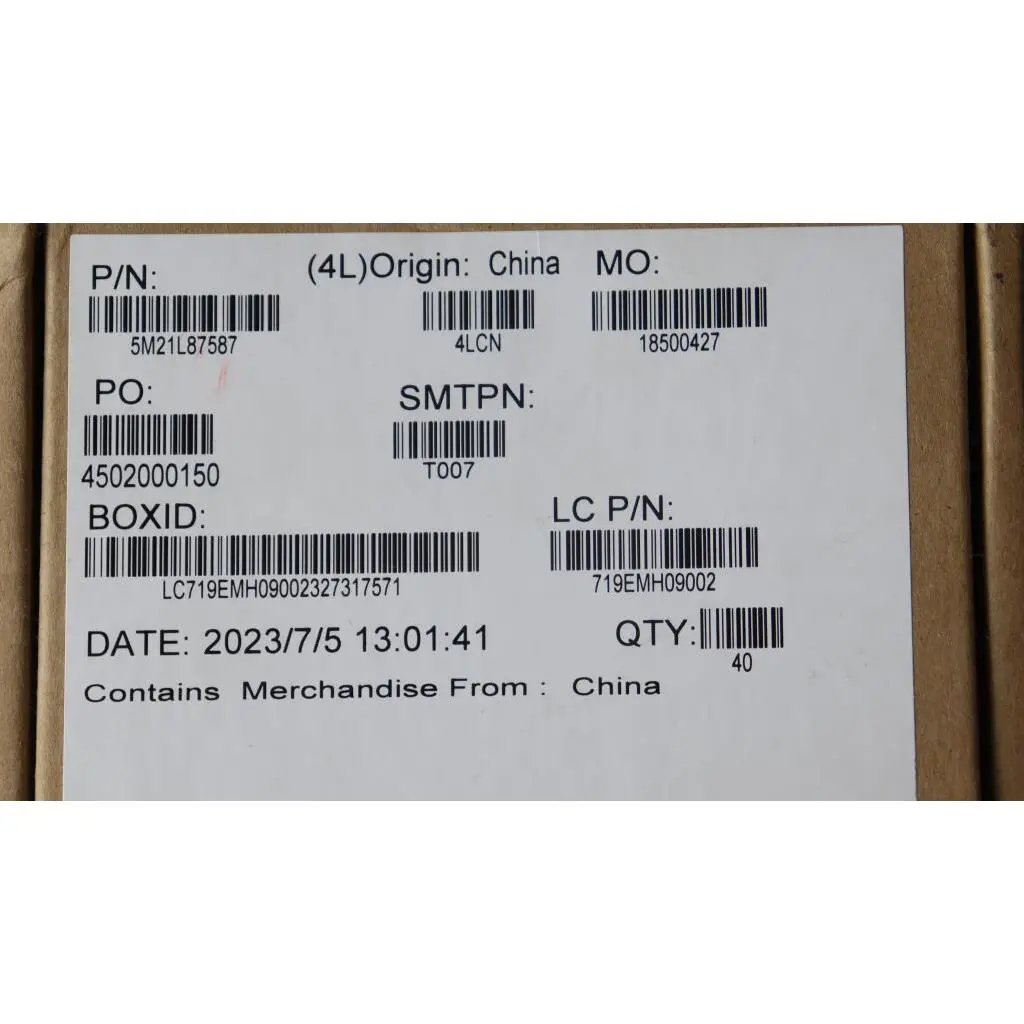 P/N: (4L)Origin: China MO:
5M21L87587 4LCN 18500427
PO: SMTPN:
4502000150 T007
BOXID: LC P/N:
LC719EMH09002327317571 719EMH09002
DATE: 2023/7/5 13:01:41 QTY:
40
Contains Merchandise From : China